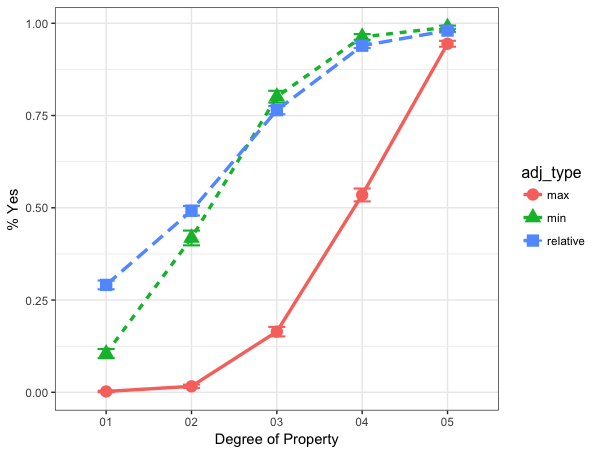 1.00
0.75
0.50
0.25
0.00
% Yes
01 02 03 04 05
Degree of Property
adj_type
max
min
relative